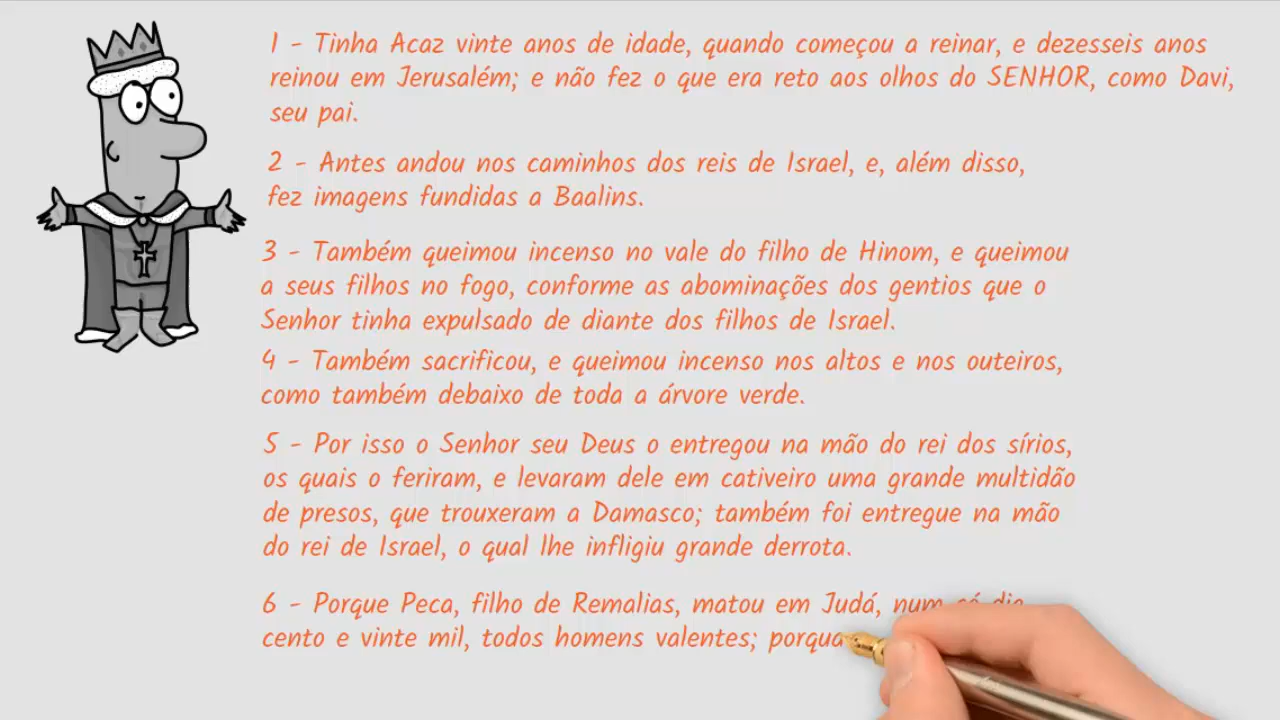 1 - Tinha Acaz vinte anos de idade, quando começou a reinar, e dezesseis anos
reinou em Jerusalém; e não fez o que era reto aos olhos do SENHOR, como Davi,
seu pai.
2 - Antes andou nos caminhos dos reis de Israel, e, além disso,
fez imagens fundidas a Baalins.
3 - Também queimou incenso no vale do filho de Hinom, e queimou
a seus filhos no fogo, conforme as abominações dos gentios que o
Senhor tinha expulsado de diante dos filhos de Israel.
4 - Também sacrificou, e queimou incenso nos altos e nos outeiros,
como também debaixo de toda a árvore verde.
5 - Por isso o Senhor seu Deus o entregou na mão do rei dos sírios,
os quais o feriram, e levaram dele em cativeiro uma grande multidão
de presos, que trouxeram a Damasco; também foi entregue na mão
do rei de Israel, o qual lhe infligiu grande derrota.
6 - Porque Peca, filho de Remalias, matou em Judá, num
cento e vinte mil, todos homens valentes; porqua